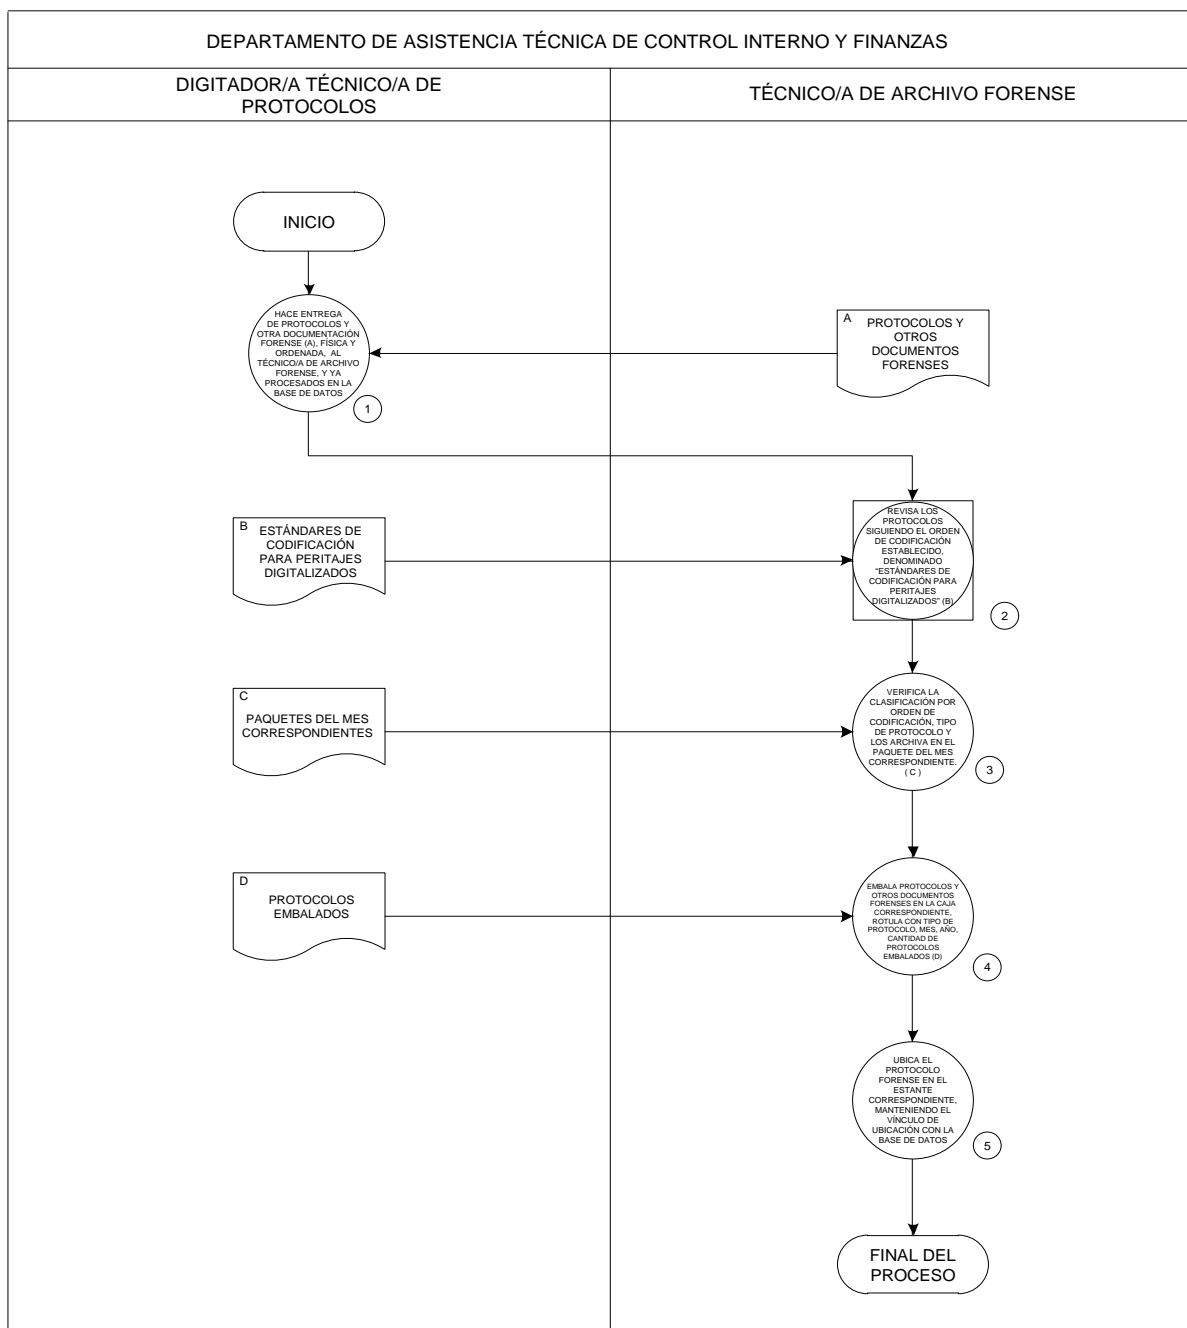 DEPARTAMENTO DE ASISTENCIA TÉCNICA DE CONTROL INTERNO Y FINANZAS
DIGITADOR/A TÉCNICO/A DE
PROTOCOLOS
TÉCNICO/A DE ARCHIVO FORENSE
INICIO
HACE ENTREGA
DE PROTOCOLOS Y
OTRA DOCUMENTACIÓN
FORENSE (A), FÍSICA Y
ORDENADA, AL
TÉCNICO/A DE ARCHIVO
FORENSE, Y YA
PROCESADOS EN LA
BASE DE DATOS
1
A
PROTOCOLOS Y
OTROS
DOCUMENTOS
FORENSES
B
ESTÁNDARES DE
CODIFICACIÓN
PARA PERITAJES
DIGITALIZADOS
REVISA LOS
PROTOCOLOS
SIGUIENDO EL ORDEN
DE CODIFICACIÓN
ESTABLECIDO,
DENOMINADO
"ESTÁNDARES DE
CODIFICACIÓN PARA
PERITAJES
DIGITALIZADOS" (B)
2
C
PAQUETES DEL MES
CORRESPONDIENTES
VERIFICA LA
CLASIFICACIÓN POR
ORDEN DE
CODIFICACIÓN, TIPO
DE PROTOCOLO Y
LOS ARCHIVA EN EL
PAQUETE DEL MES
CORRESPONDIENTE.
( C )
3
D
PROTOCOLOS
EMBALADOS
EMBALA PROTOCOLOS Y
OTROS DOCUMENTOS
FORENSES EN LA CAJA
CORRESPONDIENTE,
ROTULA CON TIPO DE
PROTOCOLO, MES, AÑO,
CANTIDAD DE
PROTOCOLOS
EMBALADOS (D)
4
UBICA EL
PROTOCOLO
FORENSE EN EL
ESTANTE
CORRESPONDIENTE,
MANTENIENDO EL
VÍNCULO DE
UBICACIÓN CON LA
BASE DE DATOS
5
FINAL DEL
PROCESO